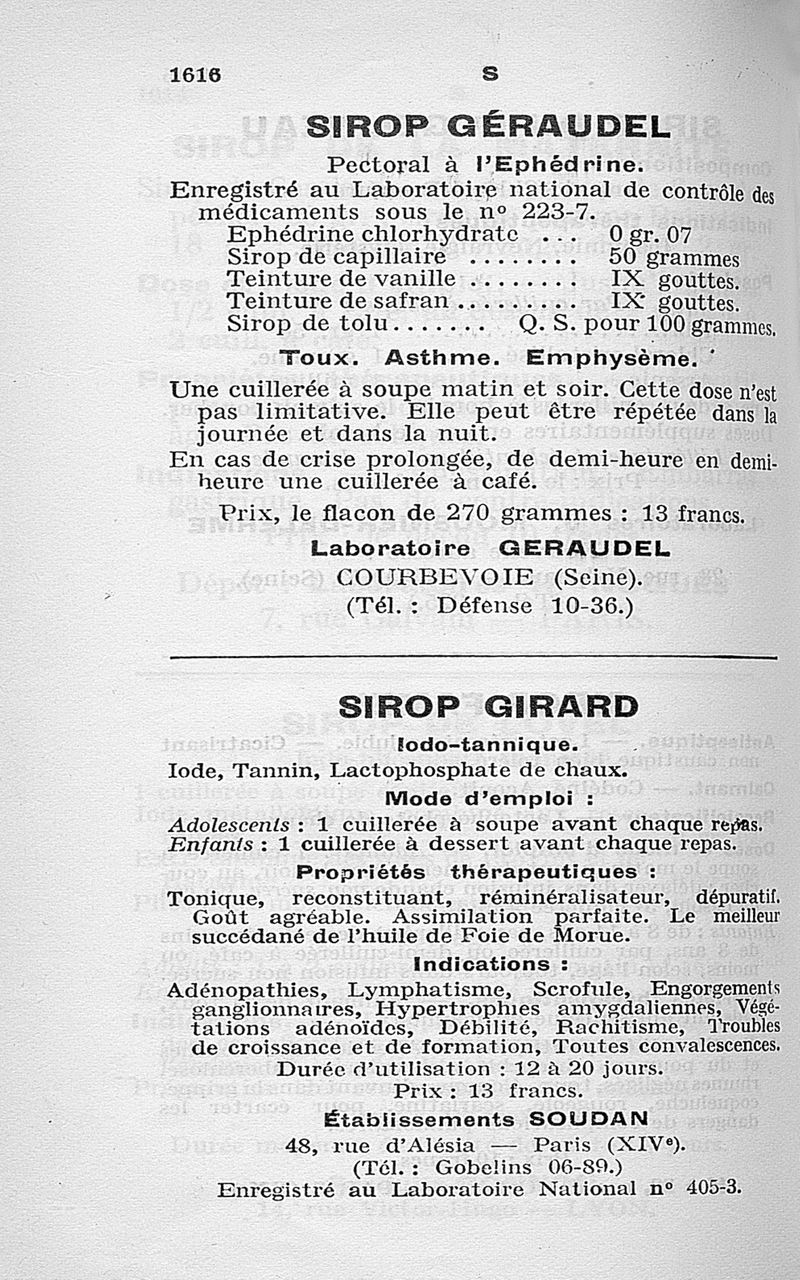 1616 S
SIROP GÉRAUDEL
Pectoral à l'Ephédrine.
Enregistré au Laboratoire national de contrôle des
médicaments sous le nº 223-7.
Ephédrine chlorhydrate . . . 0 gr. 07
Sirop de capillaire . . . . . . . . 50 grammes
Teinture de vanille . . . . . . . . IX gouttes.
Teinture de safran . . . . . . . . . IX gouttes.
Sirop de tolu . . . . . . . Q. S. pour 100 grammes.
Toux. Asthme. Emphysème.
Une cuillerée à soupe matin et soir. Cette dose n'est
pas limitative. Elle peut être répétée dans la
journée et dans la nuit.
En cas de crise prolongée, de demi-heure en demi-
heure une cuillerée à café.
Prix, le flacon de 270 grammes : 13 francs.
Laboratoire GERAUDEL
COURBEVOIE (Seine).
(Tél. : Défense 10-36.)
SIROP GIRARD
Iodo-tannique.
Iode, Tannin, Lactophosphate de chaux.
Mode d'emploi :
Adolescents : 1 cuillerée à soupe avant chaque repas.
Enfants : 1 cuillerée à dessert avant chaque repas.
Propriétés thérapeutiques :
Tonique, reconstituant, réminéralisateur, dépuratif.
Goût agréable. Assimilation parfaite. Le meilleur
succédané de l'huile de Foie de Morue.
Indications :
Adénopathies, Lymphatisme, Scrofule, Engorgements
ganglionnaires, Hypertrophies amygdaliennes, Végé-
tations adénoïdes, Débilité, Rachitisme, Troubles
de croissance et de formation, Toutes convalescences.
Durée d'utilisation : 12 à 20 jours.
Prix : 13 francs.
Établissements SOUDAN
48, rue d'Alésia — Paris (XIVe).
(Tél. : Gobelins 06-89.)
Enregistré au Laboratoire National nº 405-3.